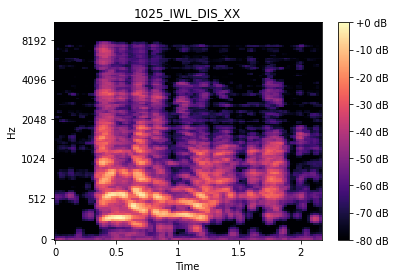 1025_IWL_DIS_XX
+0 dB
8192
-10 dB
4096
-20 dB
-30 dB
2048
Hz
-40 dB
1024
-50 dB
512
-60 dB
-70 dB
0
-80 dB
0
0.5
1
1.5
2
Time